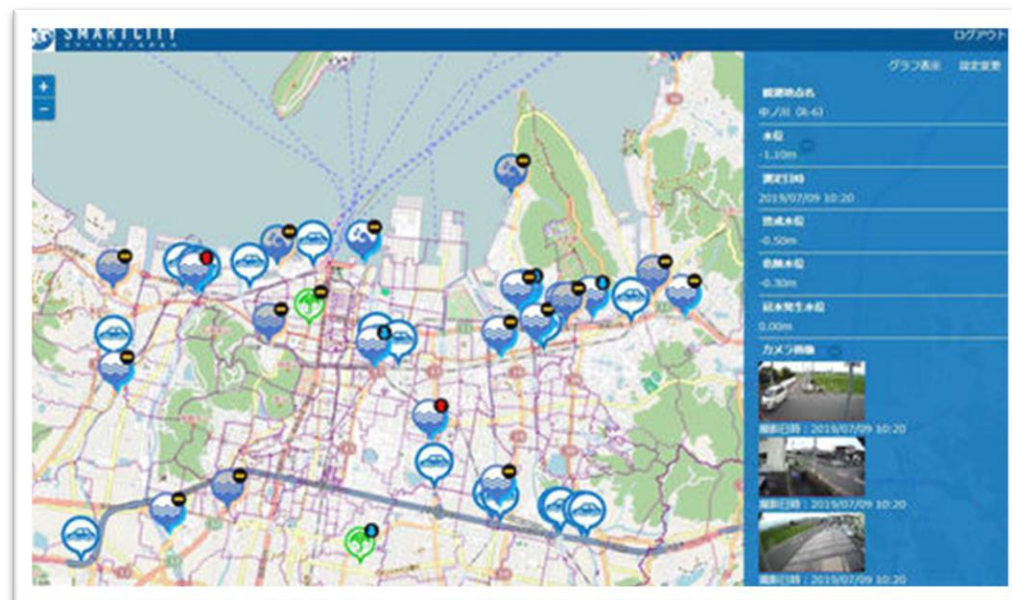 SMARTCITY
ログアウト
グラフ表示 設定変更
観測地点名
中ノ川 (R-6)
水位
-1.10m
測定日時
2019/07/09 10:20
警戒水位
-0.50m
危険水位
-0.30m
越水発生水位
0.00m
カメラ画像
撮影日時：2019/07/09 10:20
撮影日時：2019/07/09 10:20
撮影日時：2019/07/09 10:20